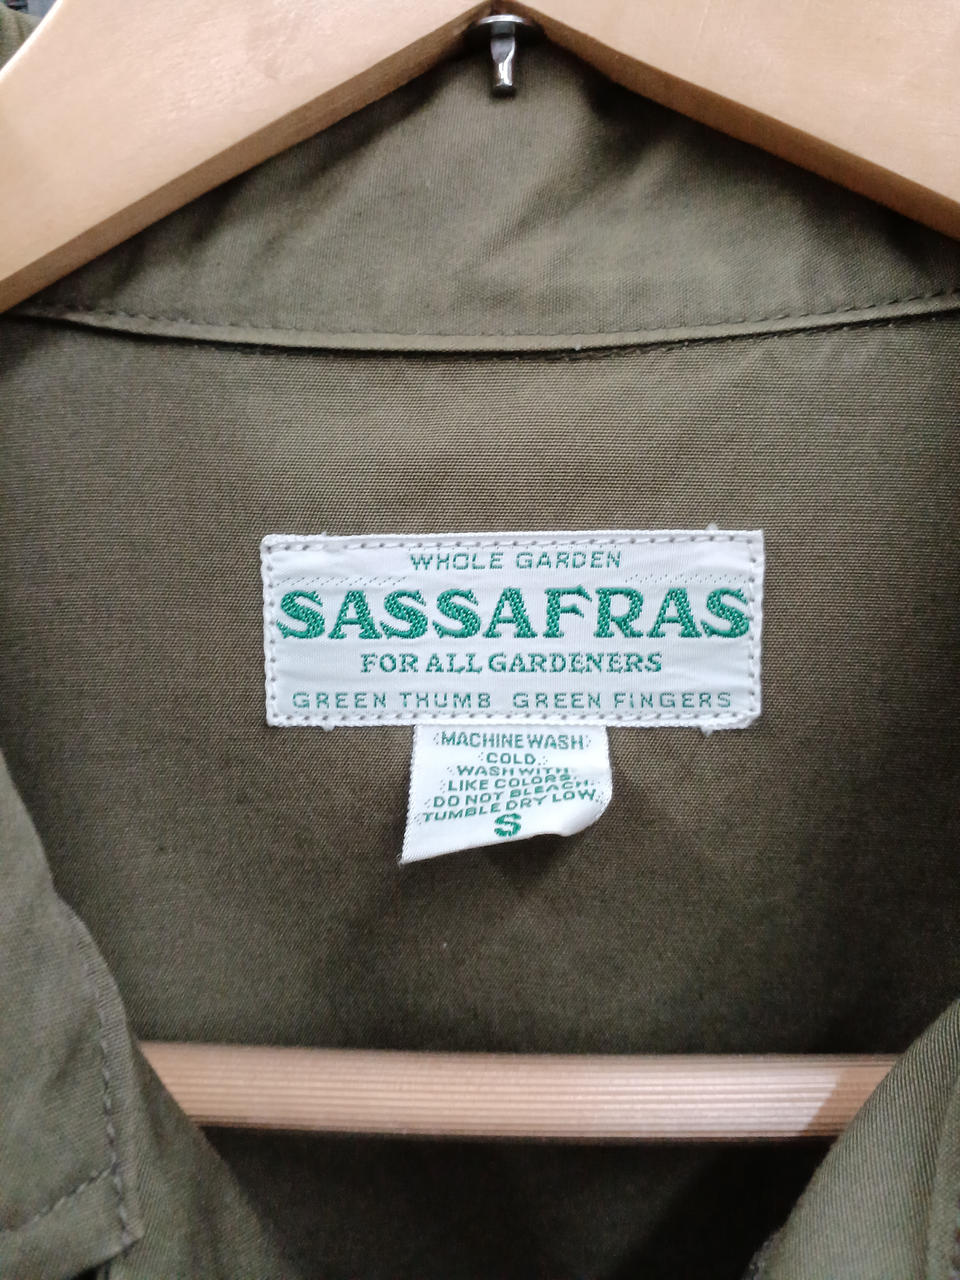 WHOLE GARDEN
SASSAFRAS
FOR ALL GARDENERS
GREEN THUMB GREEN FINGERS
MACHINE WASH
COLD.
WASH WITH
LIKE COLORS.
DO NOT BLEACH.
TUMBLE DRY LOW
S